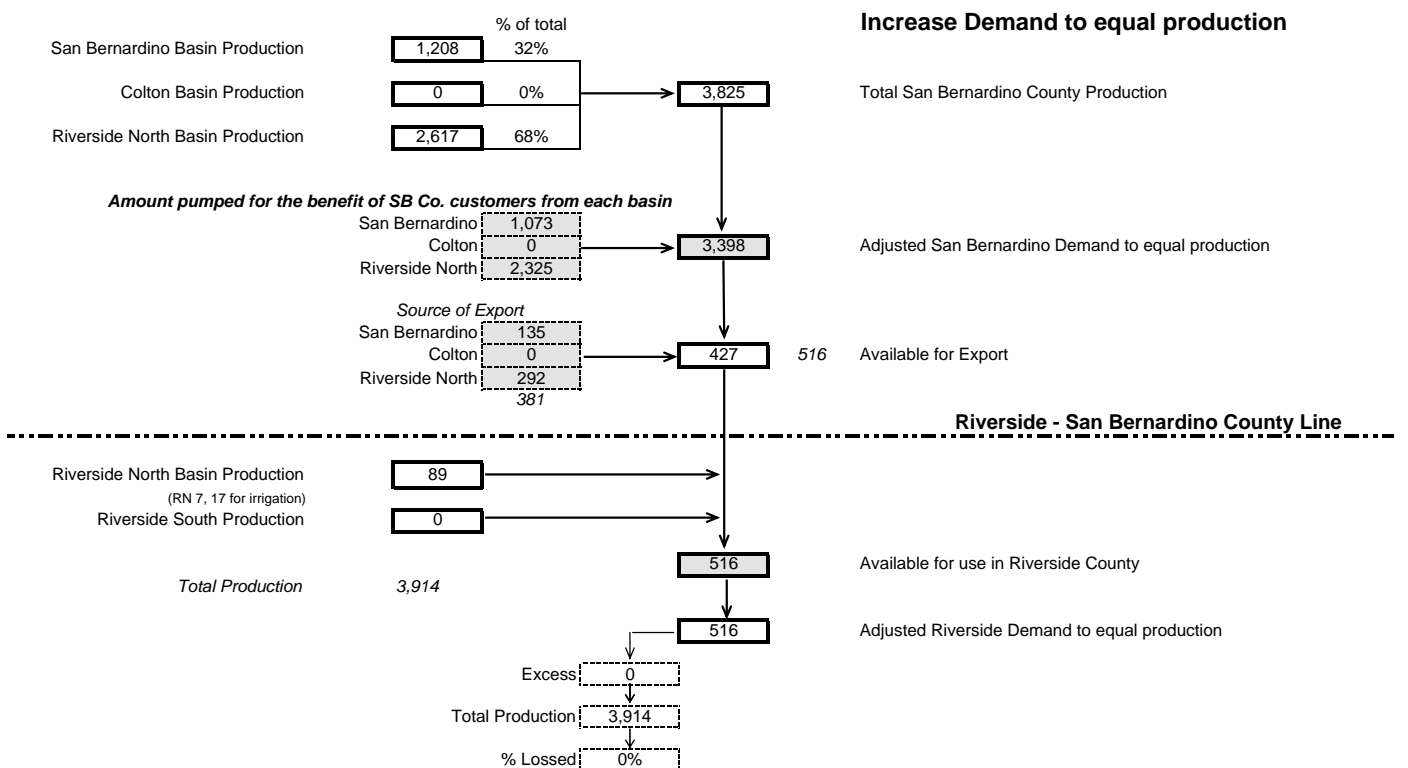 Increase Demand to equal production
% of total
San Bernardino Basin Production 1,208 32%
Colton Basin Production 0 0% 3,825 Total San Bernardino County Production
Riverside North Basin Production 2,617 68%
Amount pumped for the benefit of SB Co. customers from each basin
San Bernardino 1,073
Colton 0 3,398 Adjusted San Bernardino Demand to equal production
Riverside North 2,325
Source of Export
San Bernardino 135
Colton 0 427 516 Available for Export
Riverside North 292
381
Riverside - San Bernardino County Line
Riverside North Basin Production 89
(RN 7, 17 for irrigation)
Riverside South Production 0
516 Available for use in Riverside County
Total Production 3,914
516 Adjusted Riverside Demand to equal production
Excess 0
Total Production 3,914
% Lossed 0%